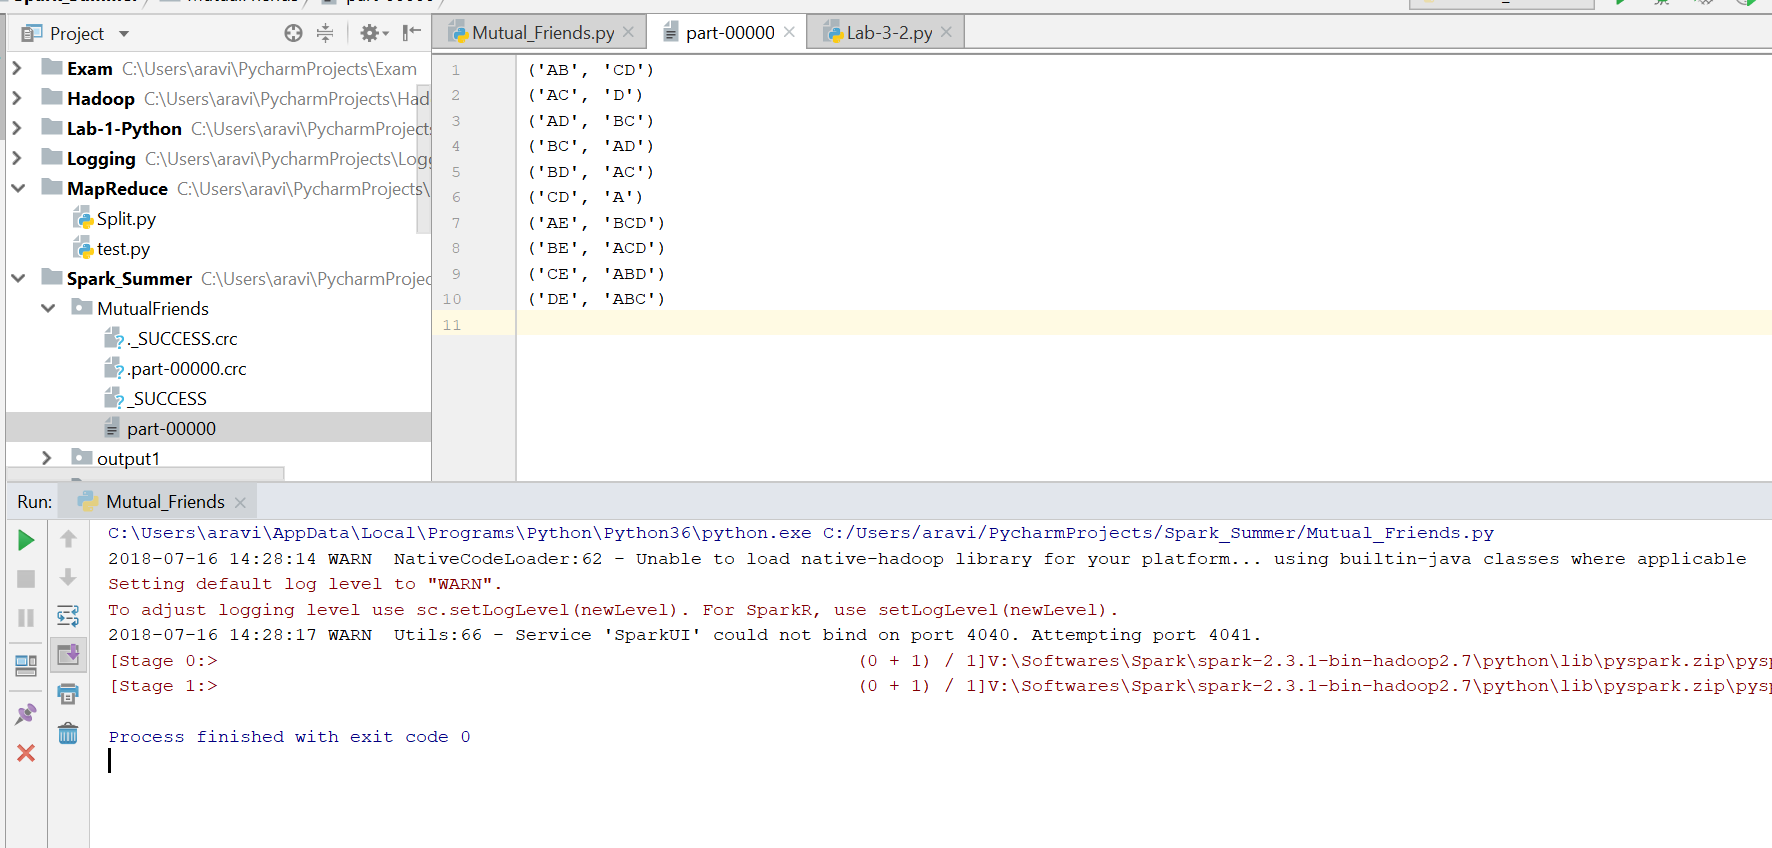 Project
Exam C:\Users\aravi\PycharmProjects\Exam
Hadoop C:\Users\aravi\PycharmProjects\Had
Lab-1-Python C:\Users\aravi\PycharmProject
Logging C:\Users\aravi\PycharmProjects\Logg
MapReduce C:\Users\aravi\PycharmProjects\
Split.py
test.py
Spark_Summer C:\Users\aravi\PycharmProjec
MutualFriends
._SUCCESS.crc
.part-00000.crc
_SUCCESS
part-00000
output1
Mutual_Friends.py part-00000 Lab-3-2.py
1 ('AB', 'CD')
2 ('AC', 'D')
3 ('AD', 'BC')
4 ('BC', 'AD')
5 ('BD', 'AC')
6 ('CD', 'A')
7 ('AE', 'BCD')
8 ('BE', 'ACD')
9 ('CE', 'ABD')
10 ('DE', 'ABC')
11
Run: Mutual_Friends
C:\Users\aravi\AppData\Local\Programs\Python\Python36\python.exe C:/Users/aravi/PycharmProjects/Spark_Summer/Mutual_Friends.py
2018-07-16 14:28:14 WARN  NativeCodeLoader:62 - Unable to load native-hadoop library for your platform... using builtin-java classes where applicable
Setting default log level to "WARN".
To adjust logging level use sc.setLogLevel(newLevel). For SparkR, use setLogLevel(newLevel).
2018-07-16 14:28:17 WARN  Utils:66 - Service 'SparkUI' could not bind on port 4040. Attempting port 4041.
[Stage 0:> (0 + 1) / 1]V:\Softwares\Spark\spark-2.3.1-bin-hadoop2.7\python\lib\pyspark.zip\pysp
[Stage 1:> (0 + 1) / 1]V:\Softwares\Spark\spark-2.3.1-bin-hadoop2.7\python\lib\pyspark.zip\pysp
Process finished with exit code 0